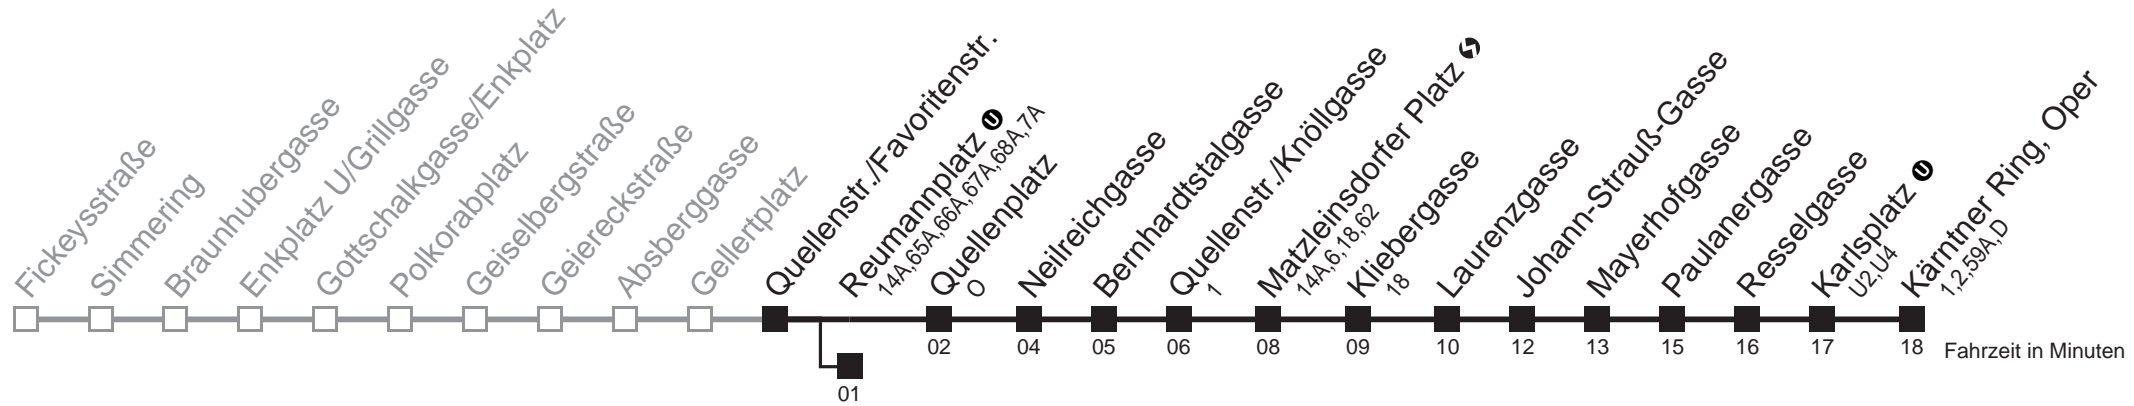 Fickeysstraße
Simmering
Braunhubergasse
Enkplatz U/Grillgasse
Gottschalkgasse/Enkplatz
Polkorabplatz
Geiselbergstraße
Geiereckstraße
Absberggasse
Gellertplatz
Quellenstr./Favoritenstr.
Reumannplatz U
14A,65A,66A,67A,68A,7A
Quellenplatz
O
Neilreichgasse
Bernhardtstalgasse
Quellenstr./Knöllgasse
1
Matzleinsdorfer Platz
14A,6,18,62
Kliebergasse
18
Laurenzgasse
Johann-Strauß-Gasse
Mayerhofgasse
Paulanergasse
Resselgasse
Karlsplatz U
U2,U4
Kärntner Ring, Oper
1,2,59A,D
01
02
04
05
06
08
09
10
12
13
15
16
17
18
Fahrzeit in Minuten